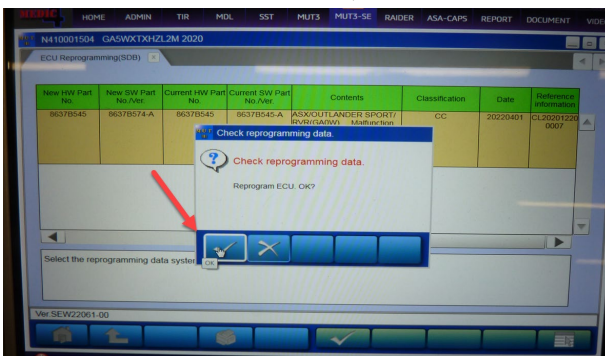 MEDIC HOME ADMIN TIR MDL SST MUT3 MUT3-SE RAIDER ASA-CAPS REPORT DOCUMENT VIDE
N410001504 GA5WXTXHZL2M 2020
ECU Reprogramming(SDB)
New HW Part No. New SW Part No./Ver. Current HW Part No. Current SW Part No./Ver. Contents Classification Date Reference Information
8637B545 8637B574-A 8637B545 8637B545-A ASX/OUTLANDER SPORT/ RVR(GA0W) Malfunction CC 20220401 CL20201220 0007
Check reprogramming data.
Check reprogramming data.
Reprogram ECU. OK?
OK
Select the reprogramming data system
Ver.SEW22061-00